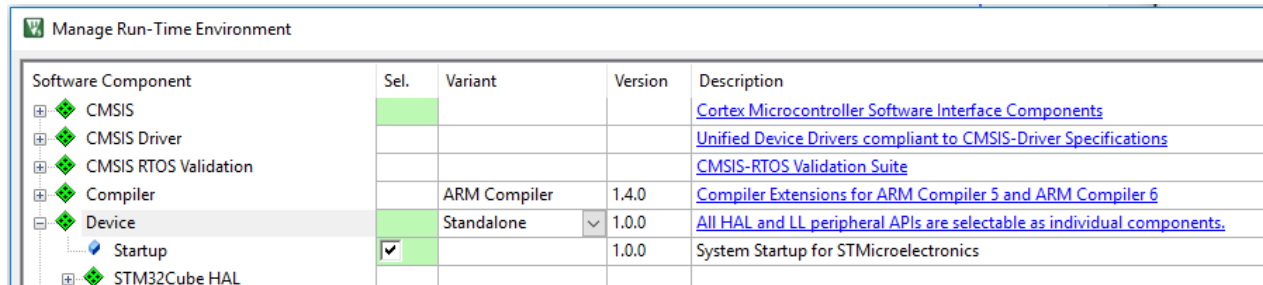 Manage Run-Time Environment
Software Component Sel. Variant Version Description
CMSIS Cortex Microcontroller Software Interface Components
CMSIS Driver Unified Device Drivers compliant to CMSIS-Driver Specifications
CMSIS RTOS Validation CMSIS-RTOS Validation Suite
Compiler ARM Compiler 1.4.0 Compiler Extensions for ARM Compiler 5 and ARM Compiler 6
Device Standalone 1.0.0 All HAL and LL peripheral APIs are selectable as individual components.
Startup 1.0.0 System Startup for STMicroelectronics
STM32Cube HAL